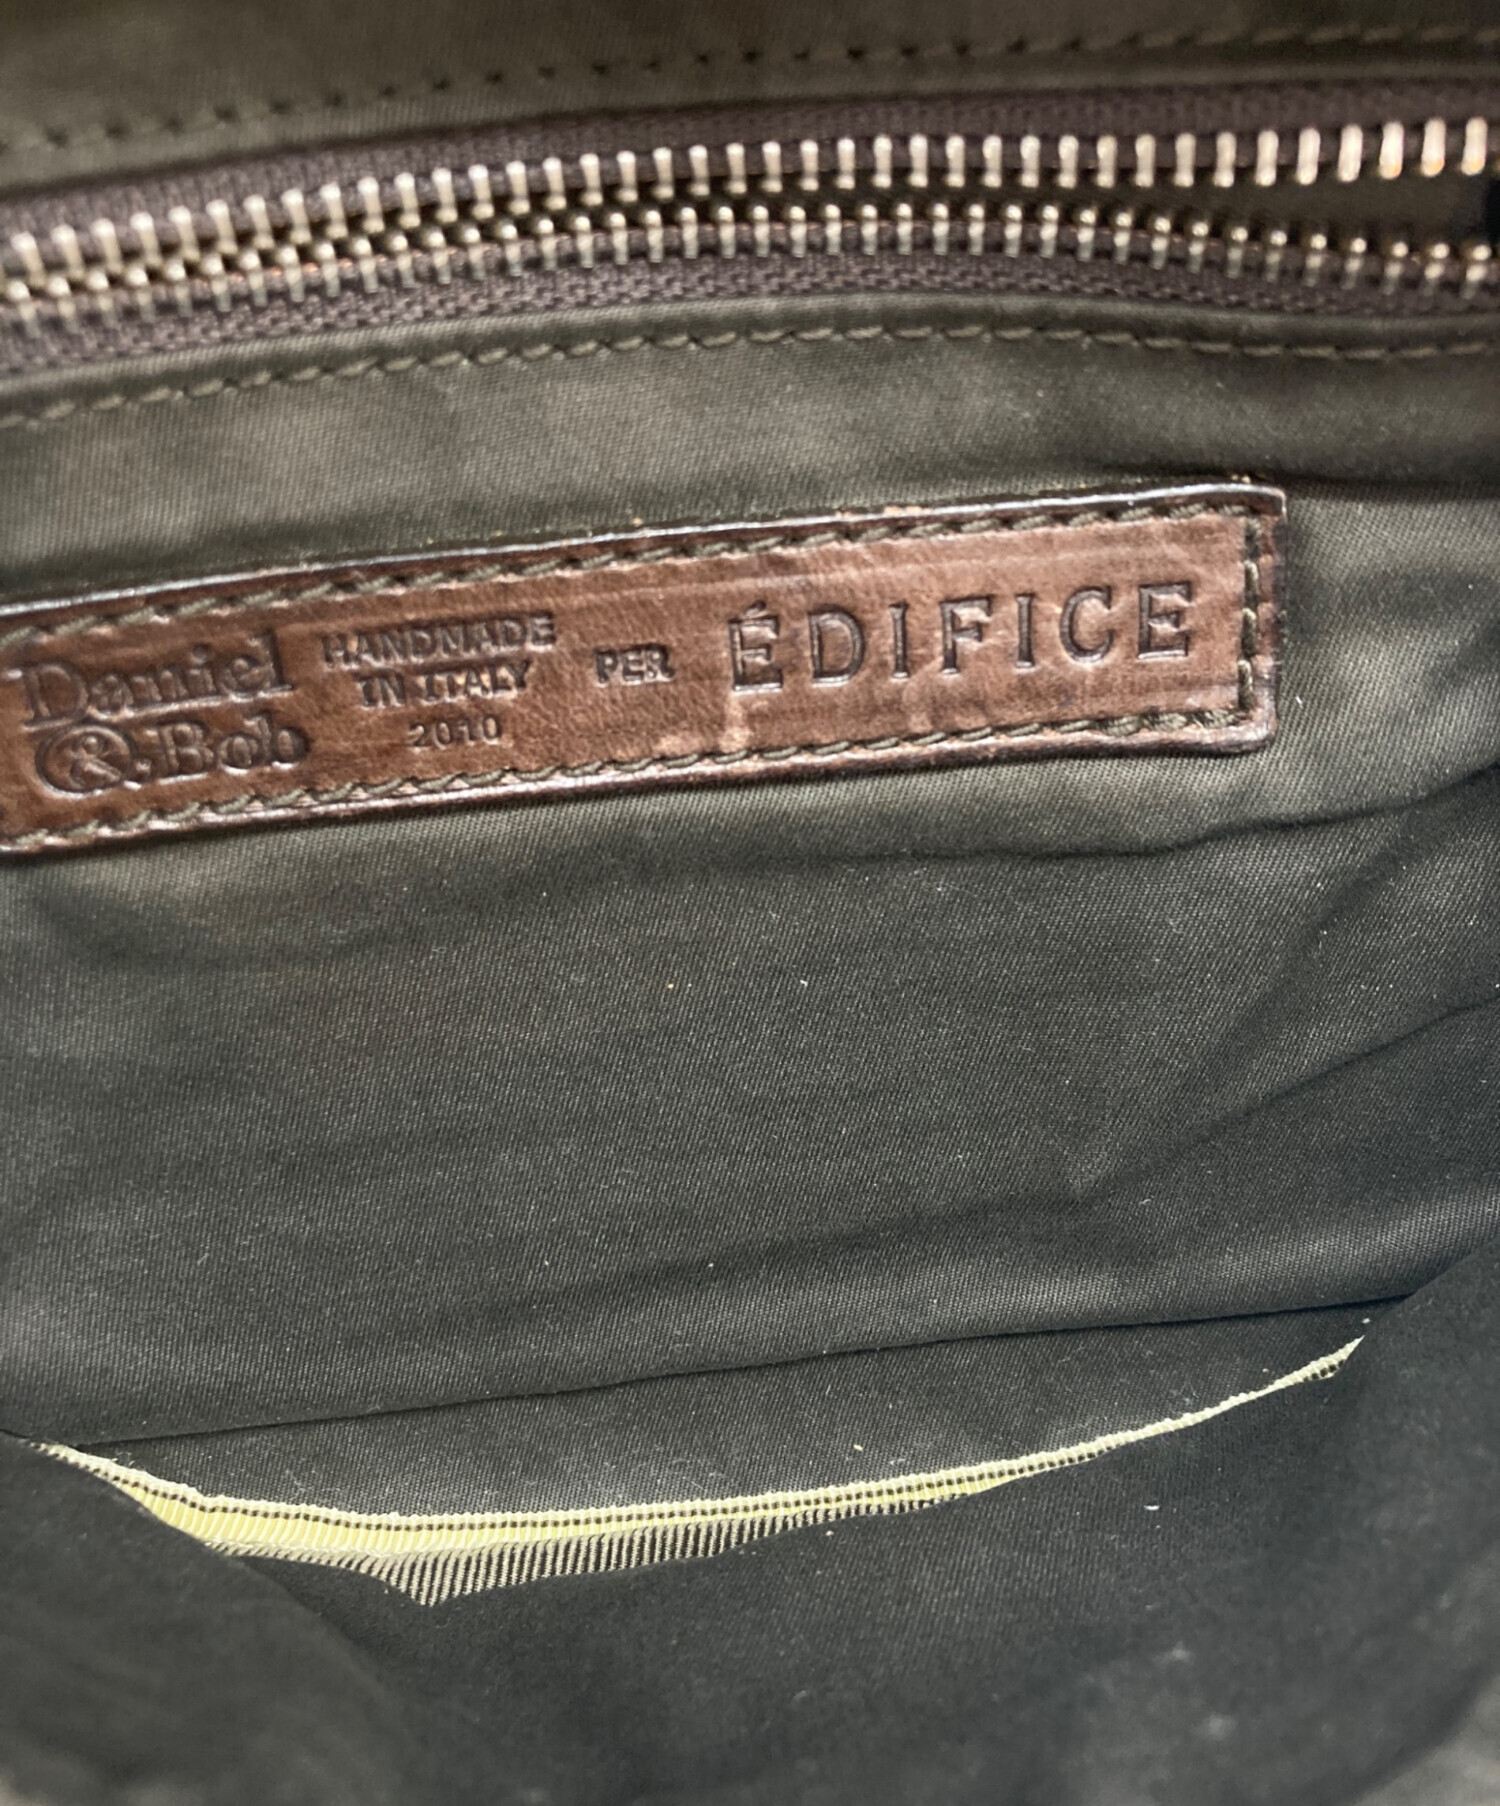 Daniel
& Bob
HANDMADE
IN ITALY
2010
PER
ÉDIFICE